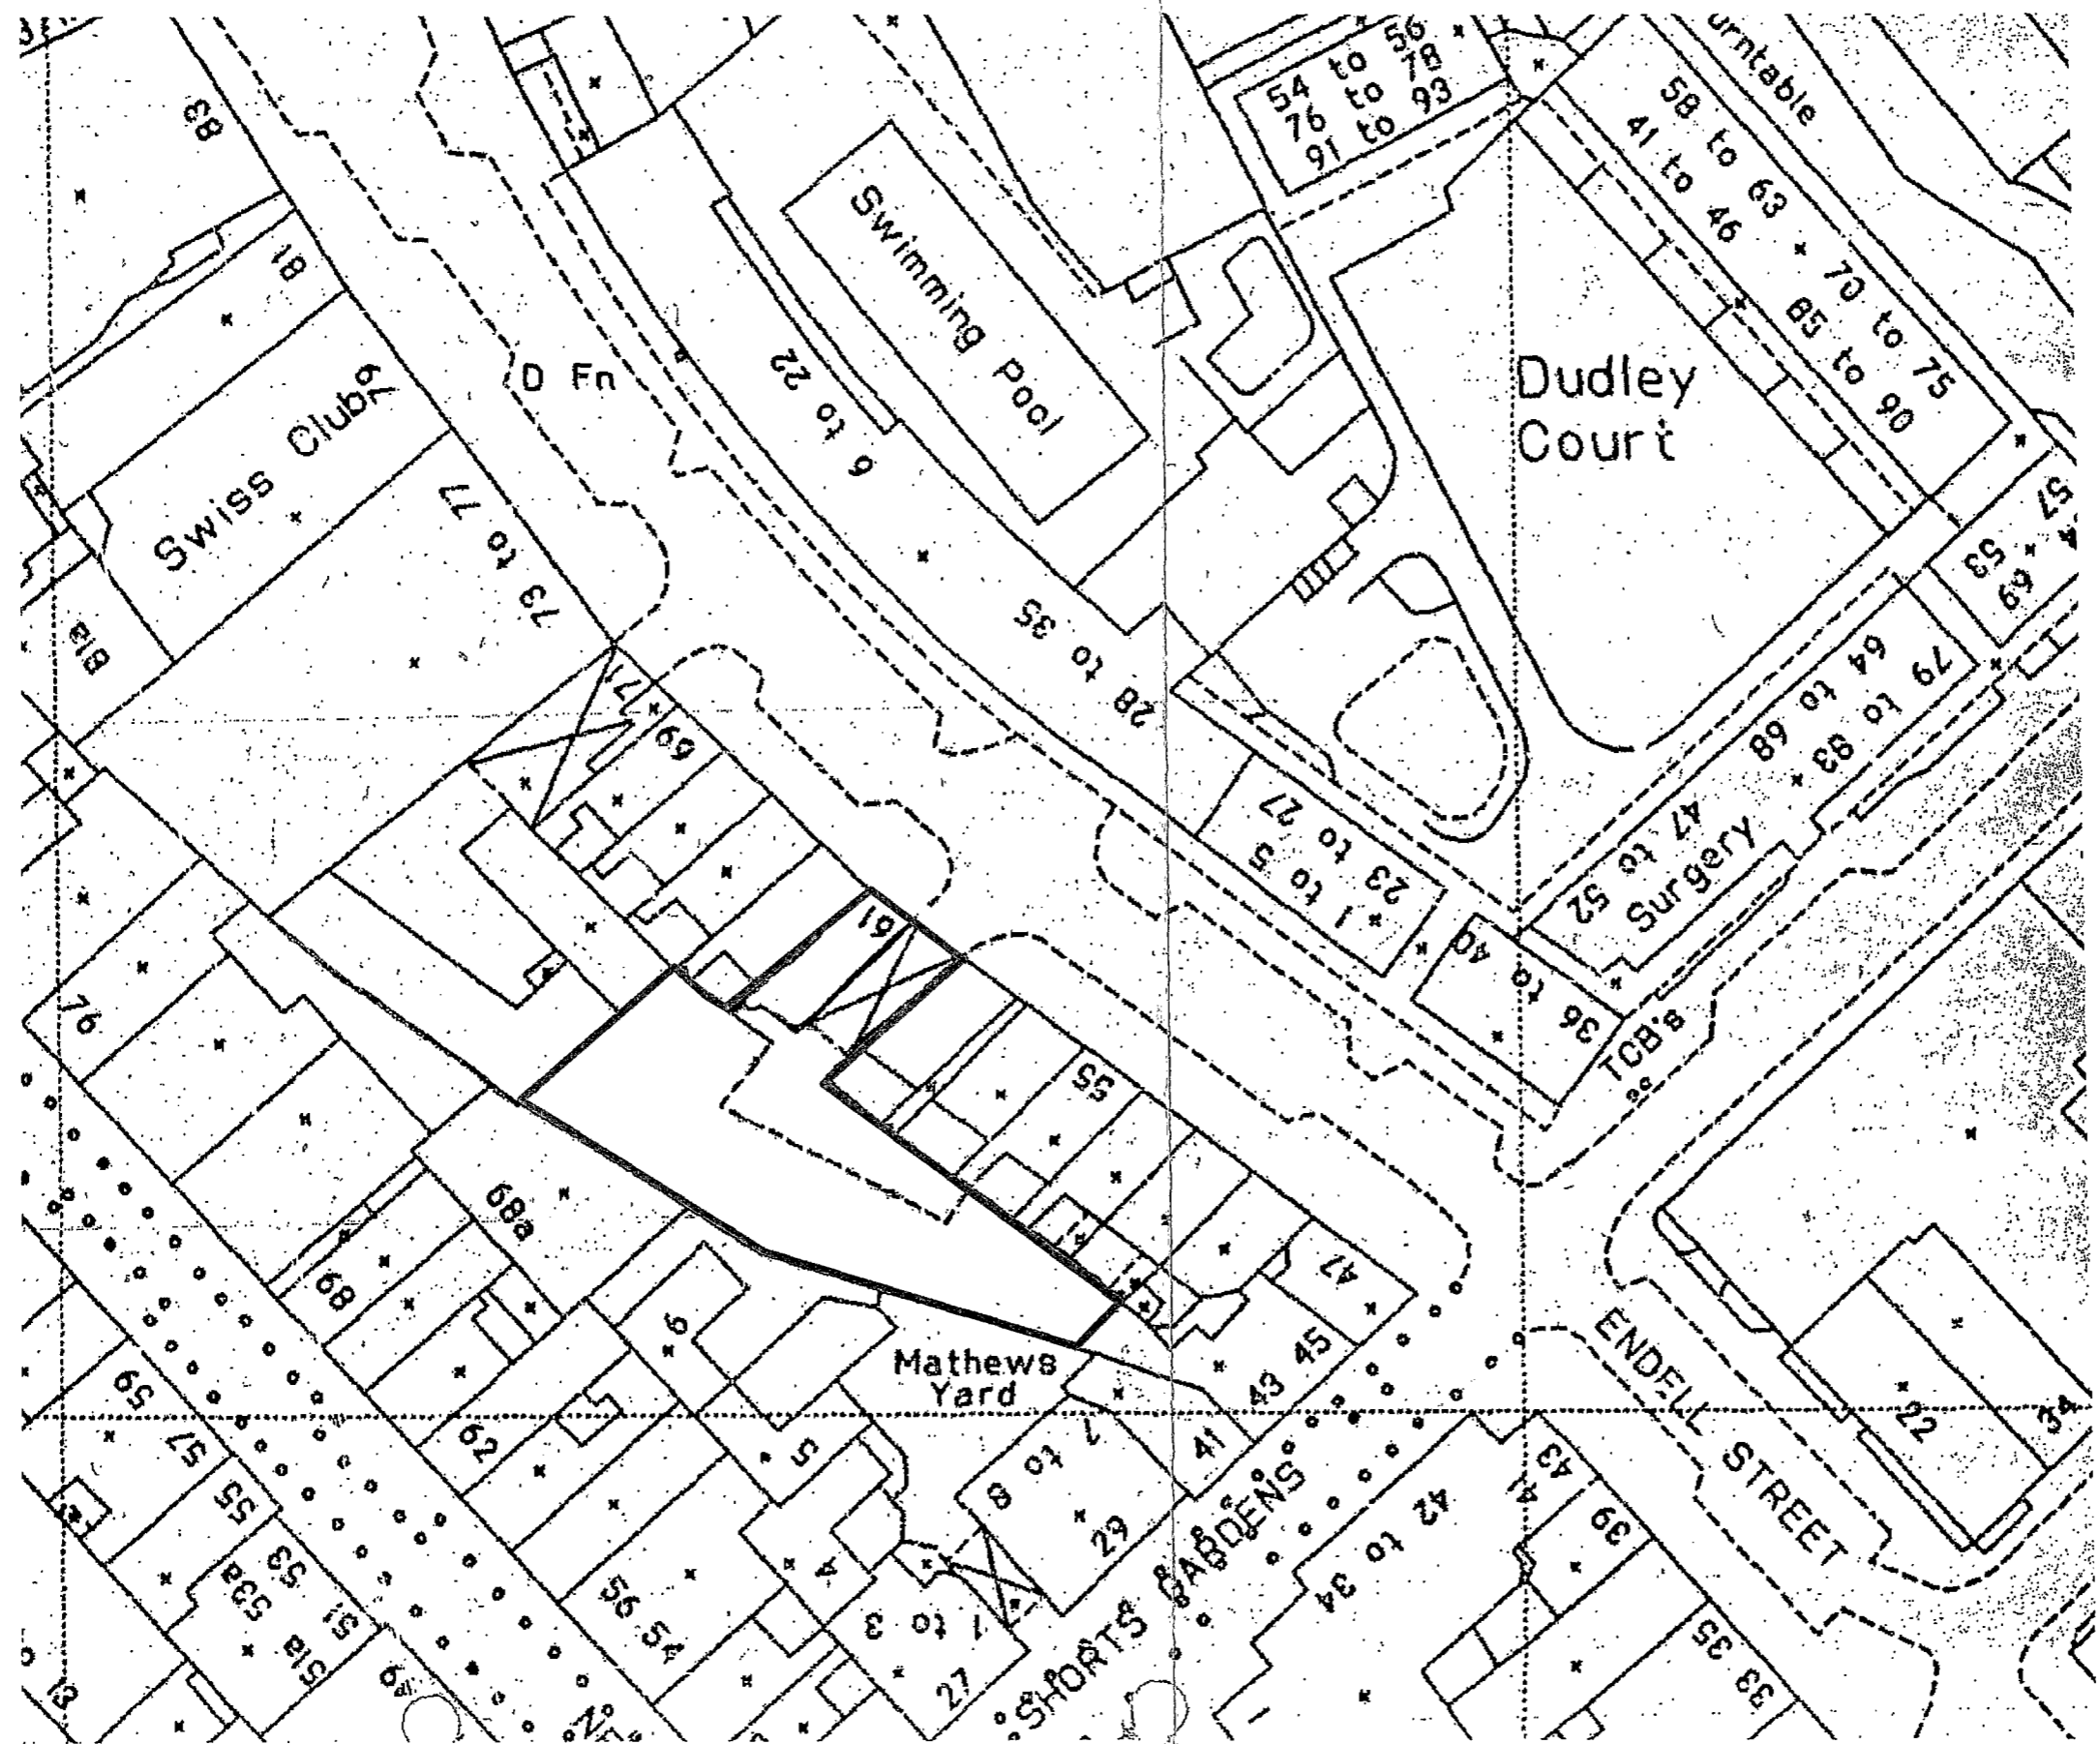 54 to 56
76 to 78
91 to 93
58 to 63
41 to 46
70 to 75
85 to 90
83
81
Swimming Pool
Dudley
Court
D Fn
6 to 22
Swiss Club
79
73 to 77
81a
57
53
69
28 to 35
71
69
79 to 83
64 to 68
47 to 52
Surgery
23 to 27
1 to 5
36 to 40
TCB's
61
55
76
68a
68
47
45
43
41
ENDELL STREET
22
34
6
Mathews
Yard
59
57
55
53
53a
51
51a
49
62
5
7 to 8
29
4
1 to 3
27
SHORTS GARDENS
34 to 42
43
41
39
35
33
56
54